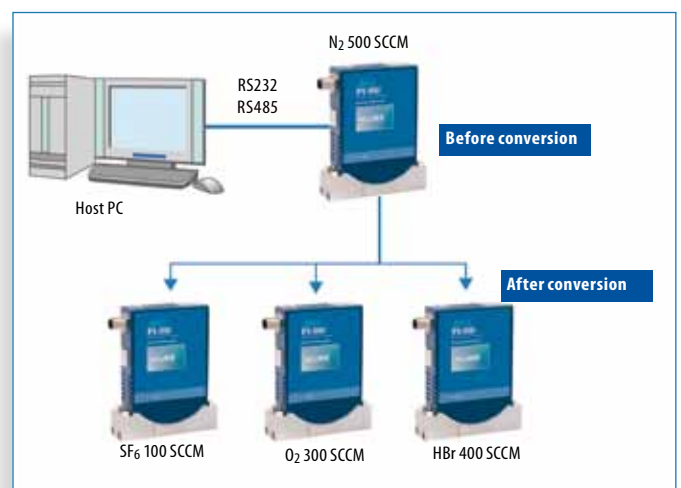 N2 500 SCCM
RS232
RS485
Before conversion
Host PC
After conversion
SF6 100 SCCM
O2 300 SCCM
HBr 400 SCCM